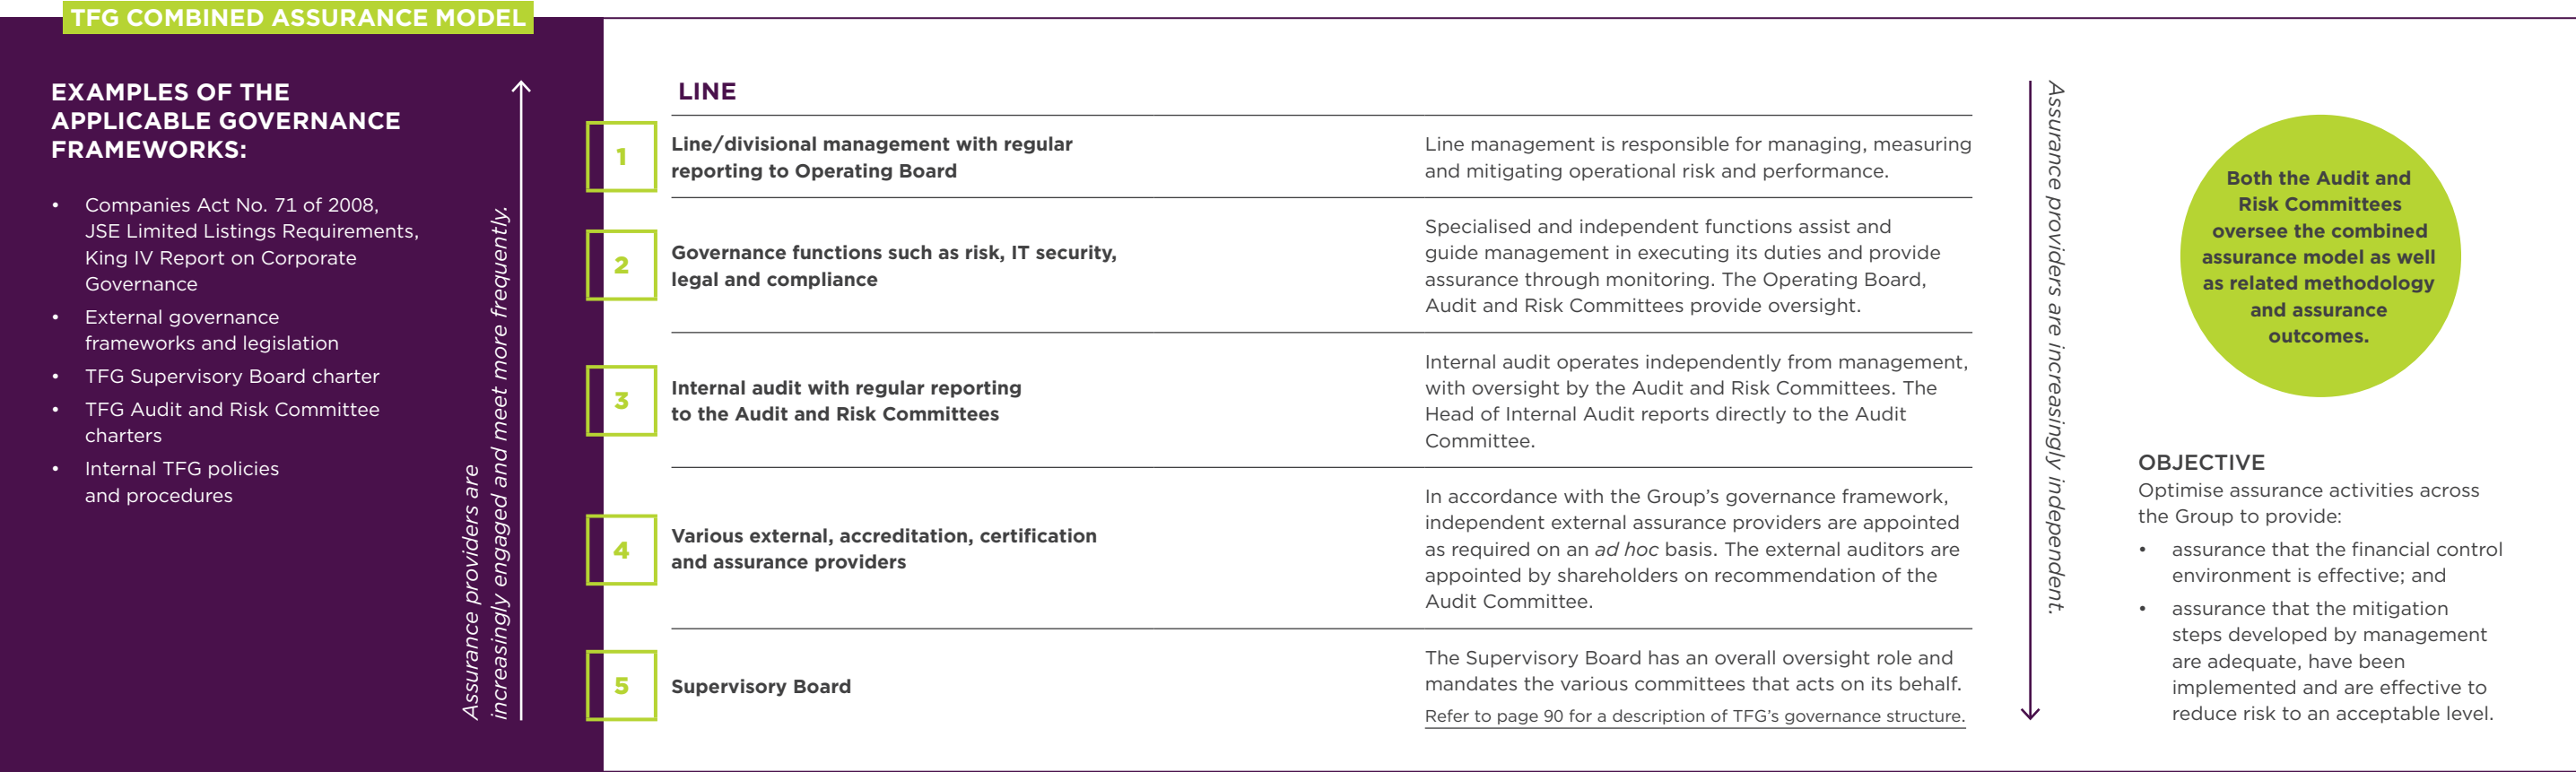 TFG COMBINED ASSURANCE MODEL
EXAMPLES OF THE
APPLICABLE GOVERNANCE
FRAMEWORKS:
• Companies Act No. 71 of 2008,
JSE Limited Listings Requirements,
King IV Report on Corporate
Governance
• External governance
frameworks and legislation
• TFG Supervisory Board charter
• TFG Audit and Risk Committee
charters
• Internal TFG policies
and procedures
Assurance providers are
increasingly engaged and meet more frequently.
LINE
1
Line/divisional management with regular
reporting to Operating Board
Line management is responsible for managing, measuring
and mitigating operational risk and performance.
2
Governance functions such as risk, IT security,
legal and compliance
Specialised and independent functions assist and
guide management in executing its duties and provide
assurance through monitoring. The Operating Board,
Audit and Risk Committees provide oversight.
3
Internal audit with regular reporting
to the Audit and Risk Committees
Internal audit operates independently from management,
with oversight by the Audit and Risk Committees. The
Head of Internal Audit reports directly to the Audit
Committee.
4
Various external, accreditation, certification
and assurance providers
In accordance with the Group's governance framework,
independent external assurance providers are appointed
as required on an ad hoc basis. The external auditors are
appointed by shareholders on recommendation of the
Audit Committee.
5
Supervisory Board
The Supervisory Board has an overall oversight role and
mandates the various committees that acts on its behalf.
Refer to page 90 for a description of TFG's governance structure.
Assurance providers are increasingly independent.
Both the Audit and
Risk Committees
oversee the combined
assurance model as well
as related methodology
and assurance
outcomes.
OBJECTIVE
Optimise assurance activities across
the Group to provide:
• assurance that the financial control
environment is effective; and
• assurance that the mitigation
steps developed by management
are adequate, have been
implemented and are effective to
reduce risk to an acceptable level.